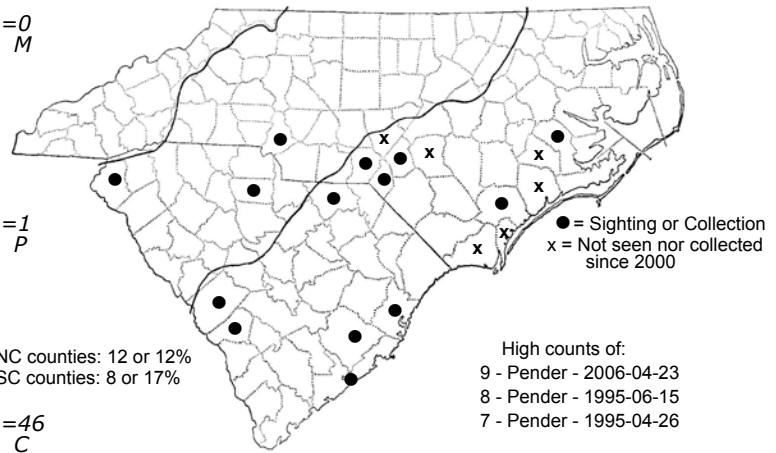 =0
M
=1
P
● = Sighting or Collection
x = Not seen nor collected
since 2000
NC counties: 12 or 12%
SC counties: 8 or 17%
High counts of:
9 - Pender - 2006-04-23
8 - Pender - 1995-06-15
7 - Pender - 1995-04-26
=46
C